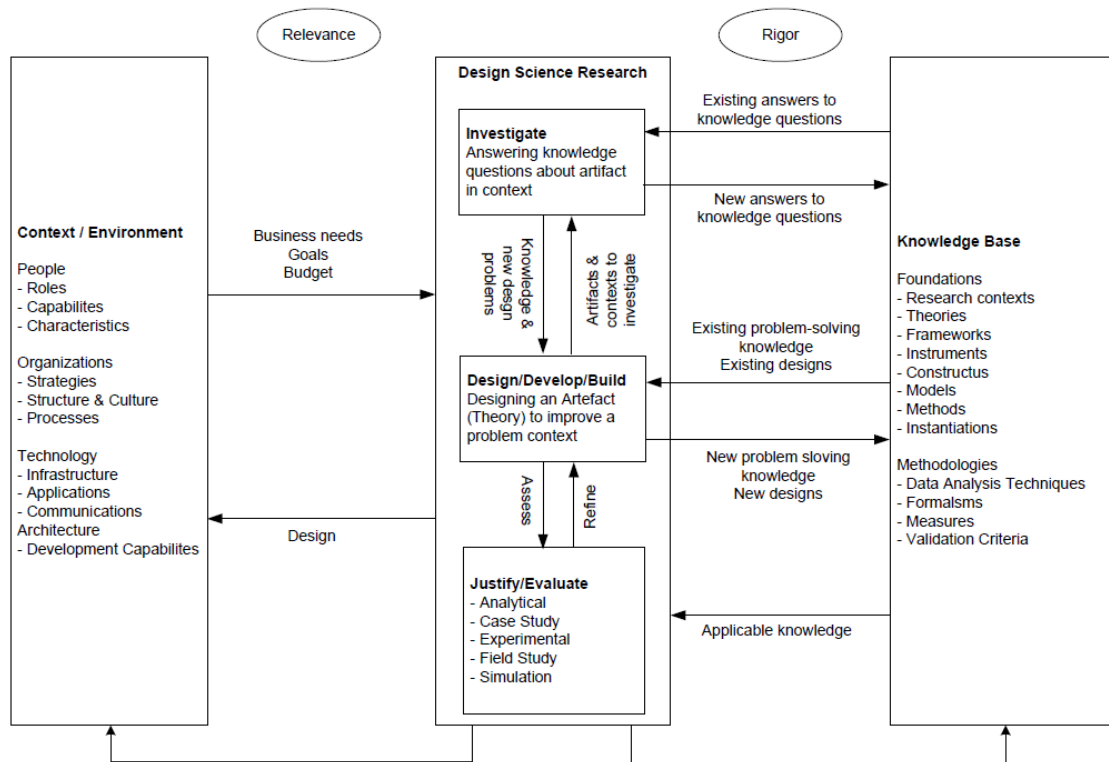 Relevance
Rigor
Context / Environment
People
- Roles
- Capabilites
- Characteristics
Organizations
- Strategies
- Structure & Culture
- Processes
Technology
- Infrastructure
- Applications
- Communications
Architecture
- Development Capabilites
Business needs
Goals
Budget
Design
Design Science Research
Investigate
Answering knowledge
questions about artifact
in context
Knowledge &
new desgn
problems
Artifacts &
contexts to
investigate
Design/Develop/Build
Designing an Artefact
(Theory) to improve a
problem context
Assess
Refine
Justify/Evaluate
- Analytical
- Case Study
- Experimental
- Field Study
- Simulation
Existing answers to
knowledge questions
New answers to
knowledge questions
Existing problem-solving
knowledge
Existing designs
New problem sloving
knowledge
New designs
Applicable knowledge
Knowledge Base
Foundations
- Research contexts
- Theories
- Frameworks
- Instruments
- Constructus
- Models
- Methods
- Instantiations
Methodologies
- Data Analysis Techniques
- Formalsms
- Measures
- Validation Criteria